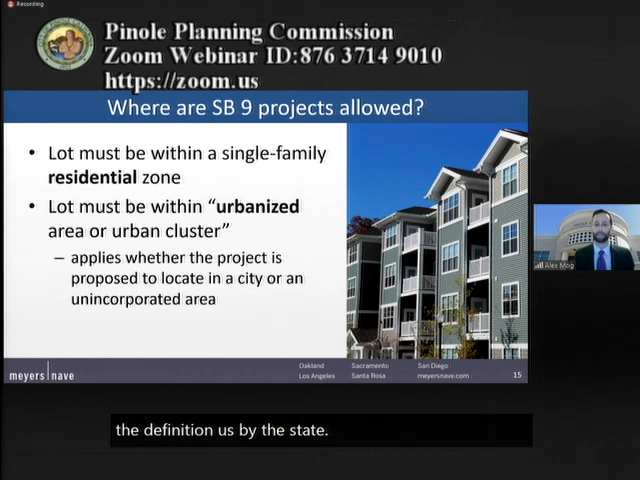 Recording
Pinole Planning Commission
Zoom Webinar ID:876 3714 9010
https://zoom.us
Where are SB 9 projects allowed?
• Lot must be within a single-family
residential zone
• Lot must be within “urbanized
area or urban cluster”
– applies whether the project is
proposed to locate in a city or an
unincorporated area
meyers|nave
Oakland Sacramento San Diego
Los Angeles Santa Rosa meyersnave.com
15
Alex Mog
the definition us by the state.